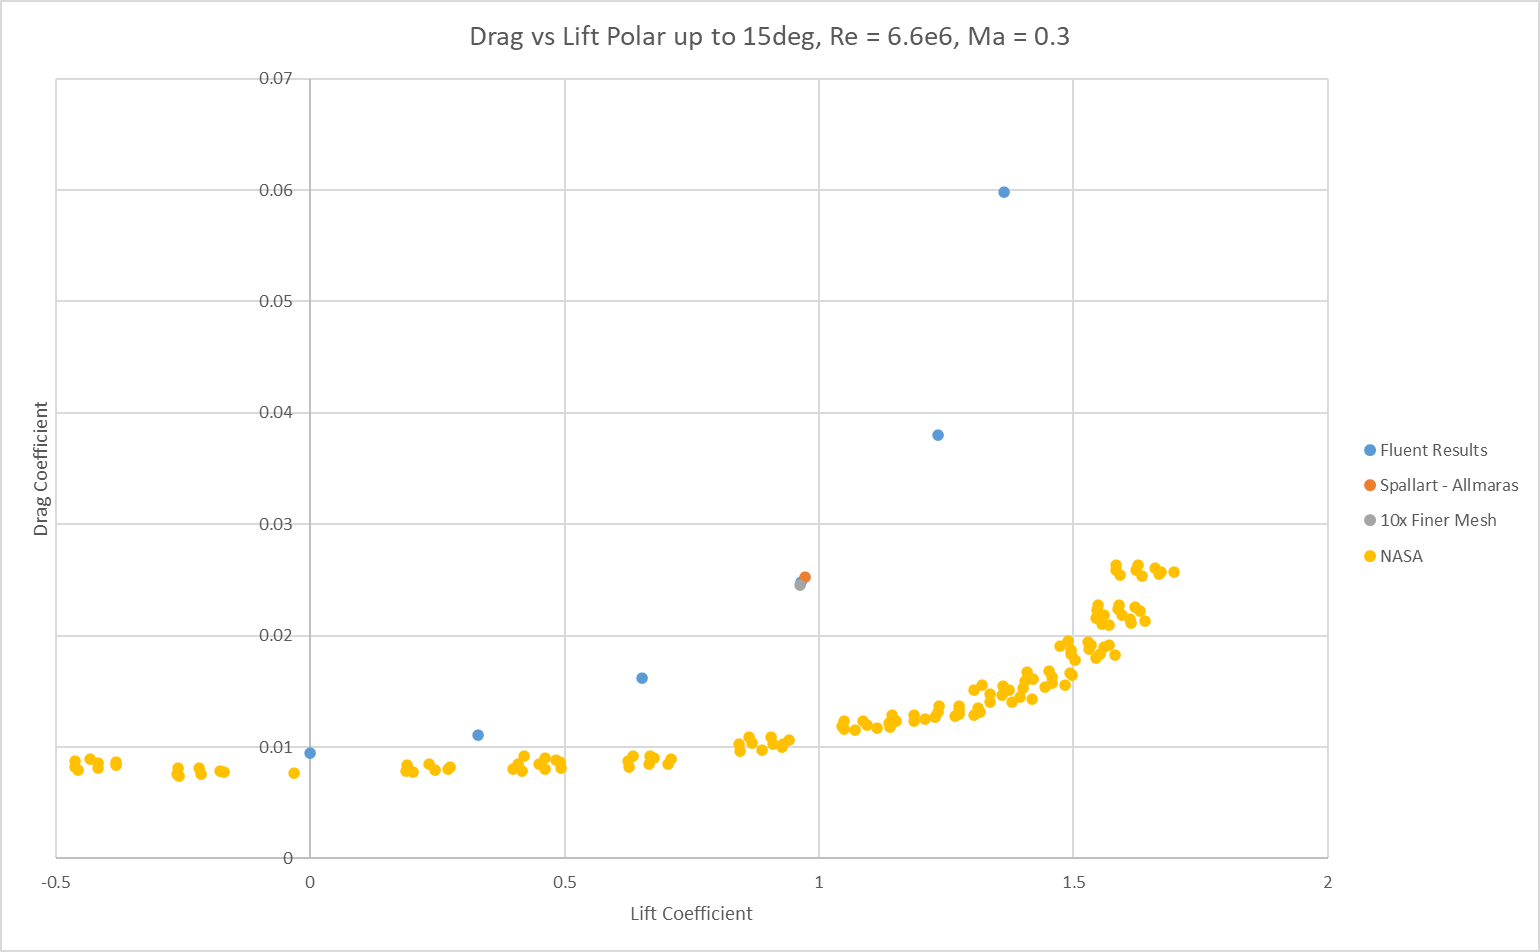 Drag vs Lift Polar up to 15deg, Re = 6.6e6, Ma = 0.3
0.07
0.06
0.05
0.04
0.03
0.02
0.01
0
-0.5
0
0.5
1
1.5
2
Drag Coefficient
Lift Coefficient
Fluent Results
Spallart - Allmaras
10x Finer Mesh
NASA